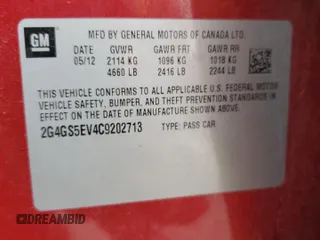 GM
MFD BY GENERAL MOTORS OF CANADA LTD.
DATE GVWR GAWR FRT GAWR RR
05/12 2114 KG 1096 KG 1018 KG
4660 LB 2416 LB 2244 LB
THIS VEHICLE CONFORMS TO ALL APPLICABLE U.S. FEDERAL MOTOR
VEHICLE SAFETY, BUMPER, AND THEFT PREVENTION STANDARDS IN
EFFECT ON THE DATE OF MANUFACTURE SHOWN ABOVE
2G4GS5EV4C9202713
TYPE: PASS CAR
DREAMBID